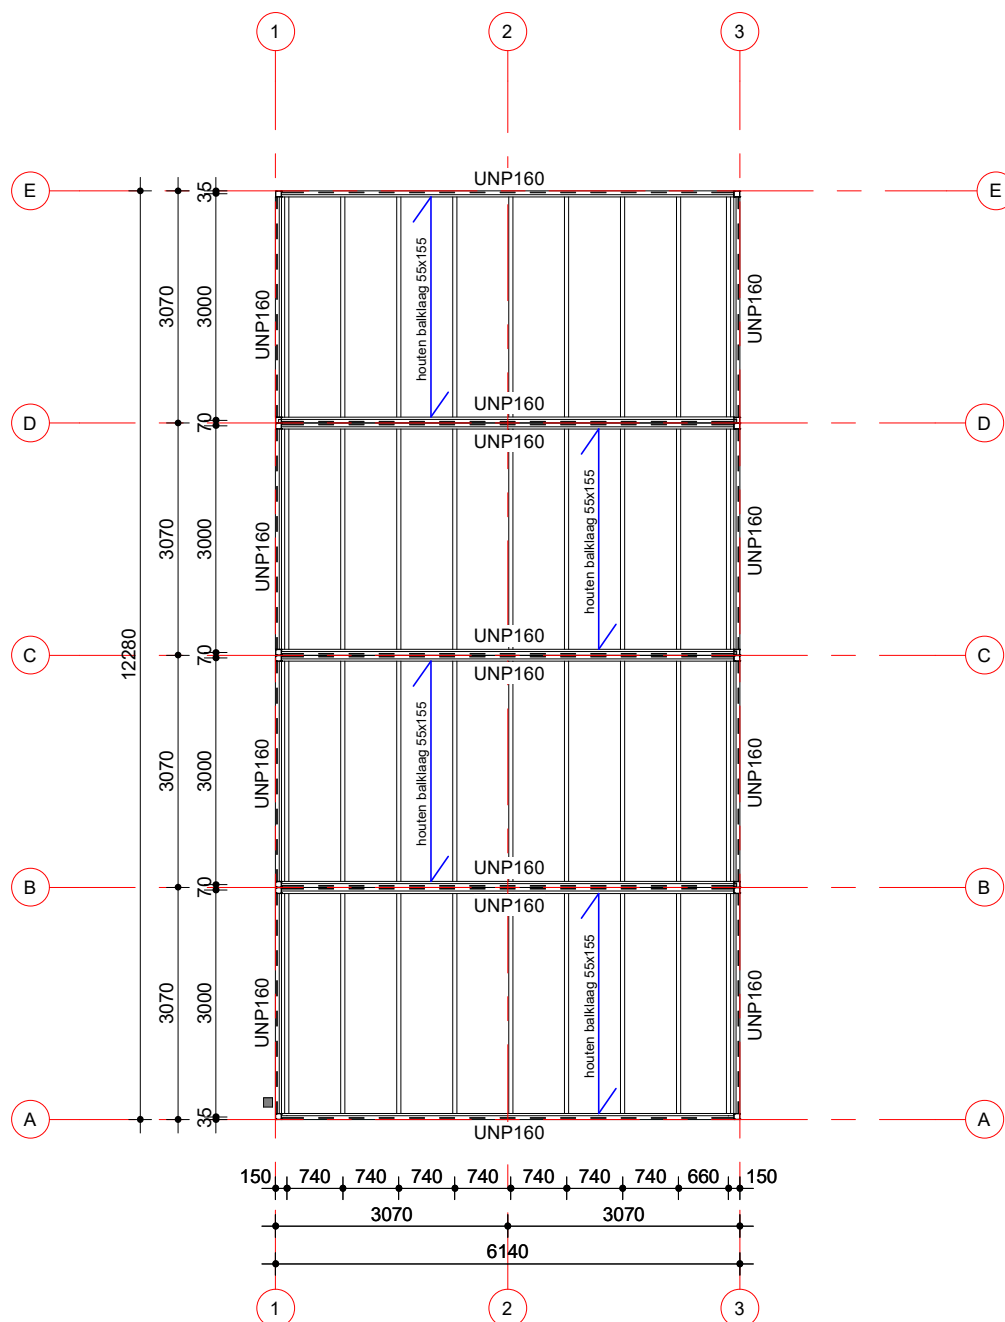 1 2 3
UNP160
E E
35
3070 3000 UNP160 houten balklaag 55x155 UNP160
UNP160
D D
70
UNP160
3070 3000 UNP160 houten balklaag 55x155 UNP160
12280
UNP160
C C
70
UNP160
3070 3000 UNP160 houten balklaag 55x155 UNP160
UNP160
B B
70
UNP160
3070 3000 UNP160 houten balklaag 55x155 UNP160
35
A A
UNP160
150 740 740 740 740 740 740 740 660 150
3070 3070
6140
1 2 3